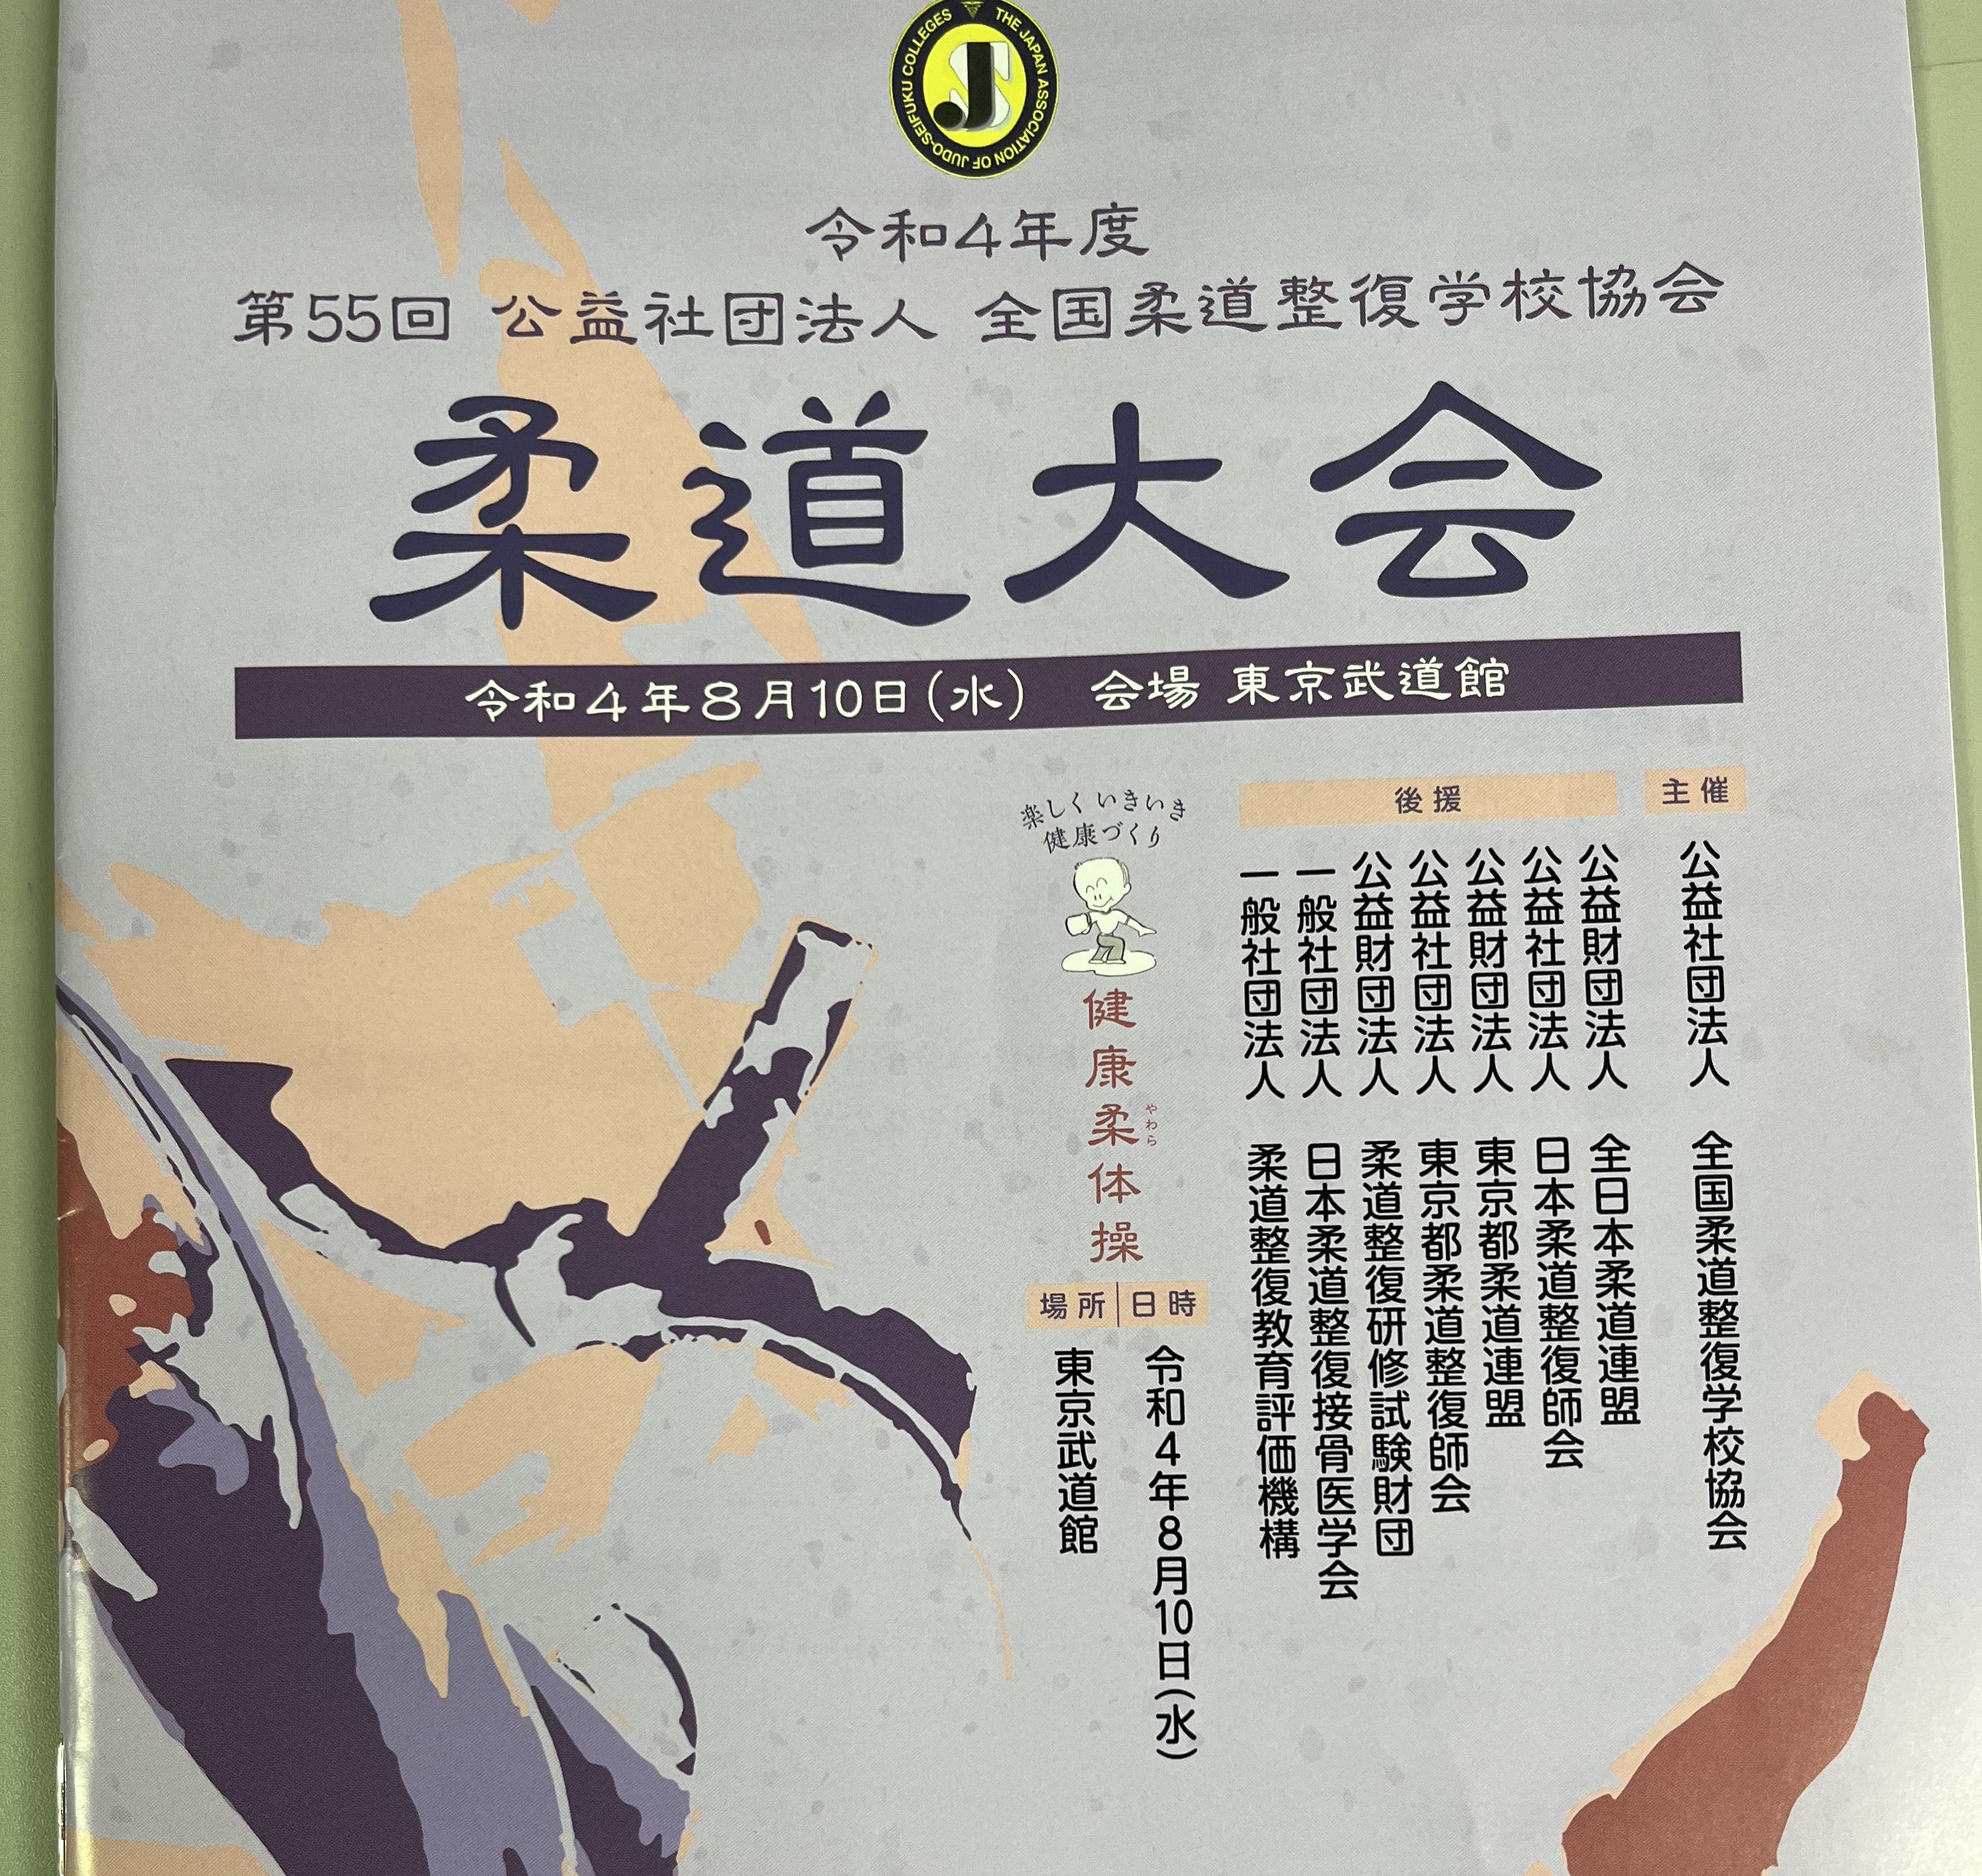 THE JAPAN ASSOCIATION OF JUDO-SEIFUKU COLLEGES
JS
令和4年度
第55回 公益社団法人 全国柔道整復学校協会
柔道大会
令和4年8月10日(水) 会場 東京武道館
主催
公益社団法人 全国柔道整復学校協会
後援
公益財団法人 全日本柔道連盟
公益社団法人 日本柔道整復師会
公益財団法人 東京都柔道連盟
公益社団法人 東京都柔道整復師会
公益財団法人 柔道整復研修試験財団
一般社団法人 日本柔道整復接骨医学会
一般社団法人 柔道整復教育評価機構
楽しく いきいき
健康づくり
健康柔体操
やわら
日時
令和4年8月10日(水)
場所
東京武道館